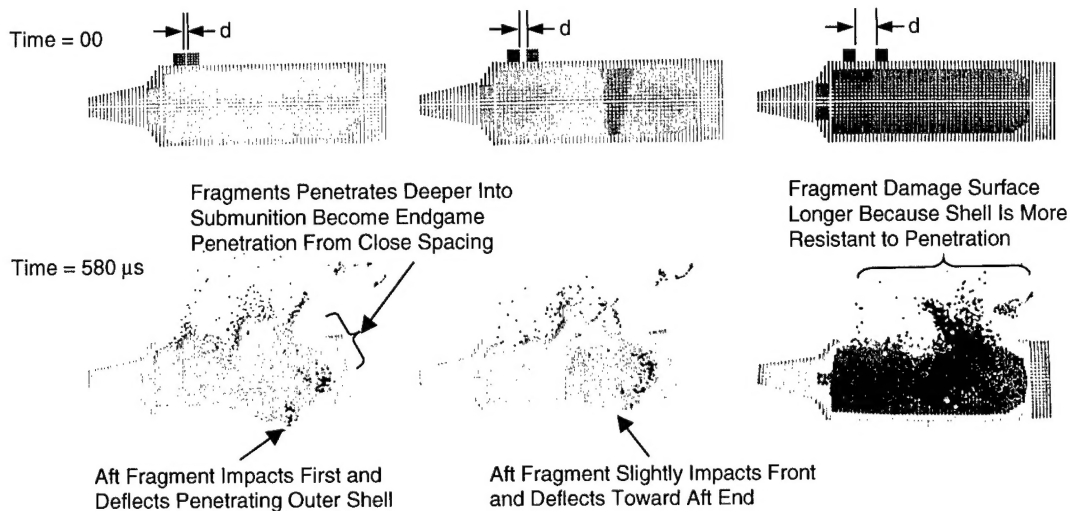 Time = 00
d
d
d
Fragments Penetrates Deeper Into
Submunition Become Endgame
Penetration From Close Spacing
Fragment Damage Surface
Longer Because Shell Is More
Resistant to Penetration
Time = 580 μs
Aft Fragment Impacts First and
Deflects Penetrating Outer Shell
Aft Fragment Slightly Impacts Front
and Deflects Toward Aft End